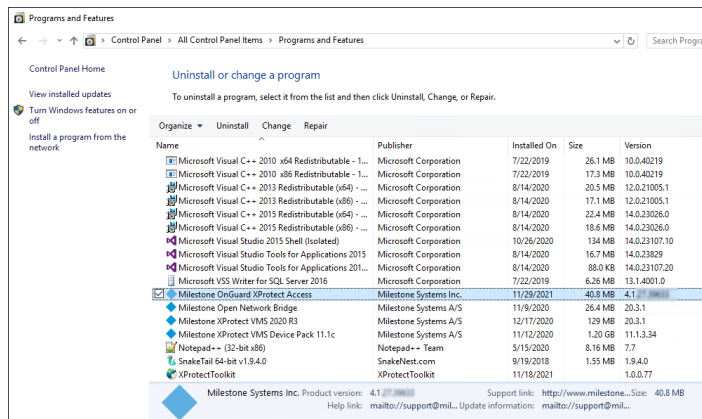 Programs and Features
Control Panel > All Control Panel Items > Programs and Features
Search Progra
Control Panel Home
View installed updates
Turn Windows features on or
off
Install a program from the
network
Uninstall or change a program
To uninstall a program, select it from the list and then click Uninstall, Change, or Repair.
Organize Uninstall Change Repair
Name Publisher Installed On Size Version
Microsoft Visual C++ 2010 x64 Redistributable - 1... Microsoft Corporation 7/22/2019 26.1 MB 10.0.40219
Microsoft Visual C++ 2010 x86 Redistributable - 1... Microsoft Corporation 7/22/2019 17.3 MB 10.0.40219
Microsoft Visual C++ 2013 Redistributable (x64) - ... Microsoft Corporation 8/14/2020 20.5 MB 12.0.21005.1
Microsoft Visual C++ 2013 Redistributable (x86) - ... Microsoft Corporation 8/14/2020 17.1 MB 12.0.21005.1
Microsoft Visual C++ 2015 Redistributable (x64) - ... Microsoft Corporation 8/14/2020 22.4 MB 14.0.23026.0
Microsoft Visual C++ 2015 Redistributable (x86) - ... Microsoft Corporation 8/14/2020 18.6 MB 14.0.23026.0
Microsoft Visual Studio 2015 Shell (Isolated) Microsoft Corporation 10/26/2020 134 MB 14.0.23107.10
Microsoft Visual Studio Tools for Applications 2015 Microsoft Corporation 8/14/2020 16.7 MB 14.0.23829
Microsoft Visual Studio Tools for Applications 201... Microsoft Corporation 8/14/2020 88.0 KB 14.0.23107.20
Microsoft VSS Writer for SQL Server 2016 Microsoft Corporation 7/22/2019 6.26 MB 13.1.4001.0
Milestone OnGuard XProtect Access Milestone Systems Inc. 11/29/2021 40.8 MB 4.1
Milestone Open Network Bridge Milestone Systems A/S 11/9/2020 26.4 MB 20.3.1
Milestone XProtect VMS 2020 R3 Milestone Systems A/S 12/17/2020 129 MB 20.3.1
Milestone XProtect VMS Device Pack 11.1c Milestone Systems A/S 11/12/2020 1.20 GB 11.1.3.34
Notepad++ (32-bit x86) Notepad++ Team 5/15/2020 8.16 MB 7.7
SnakeTail 64-bit v1.9.4.0 SnakeNest.com 9/19/2018 1.55 MB 1.9.4.0
XProtectToolkit 11/18/2021 1.0.0.77
Milestone Systems Inc. Product version: 4.1 Support link: http://www.milestone... Size: 40.8 MB
Help link: mailto://support@mil... Update information: mailto://support@mil...